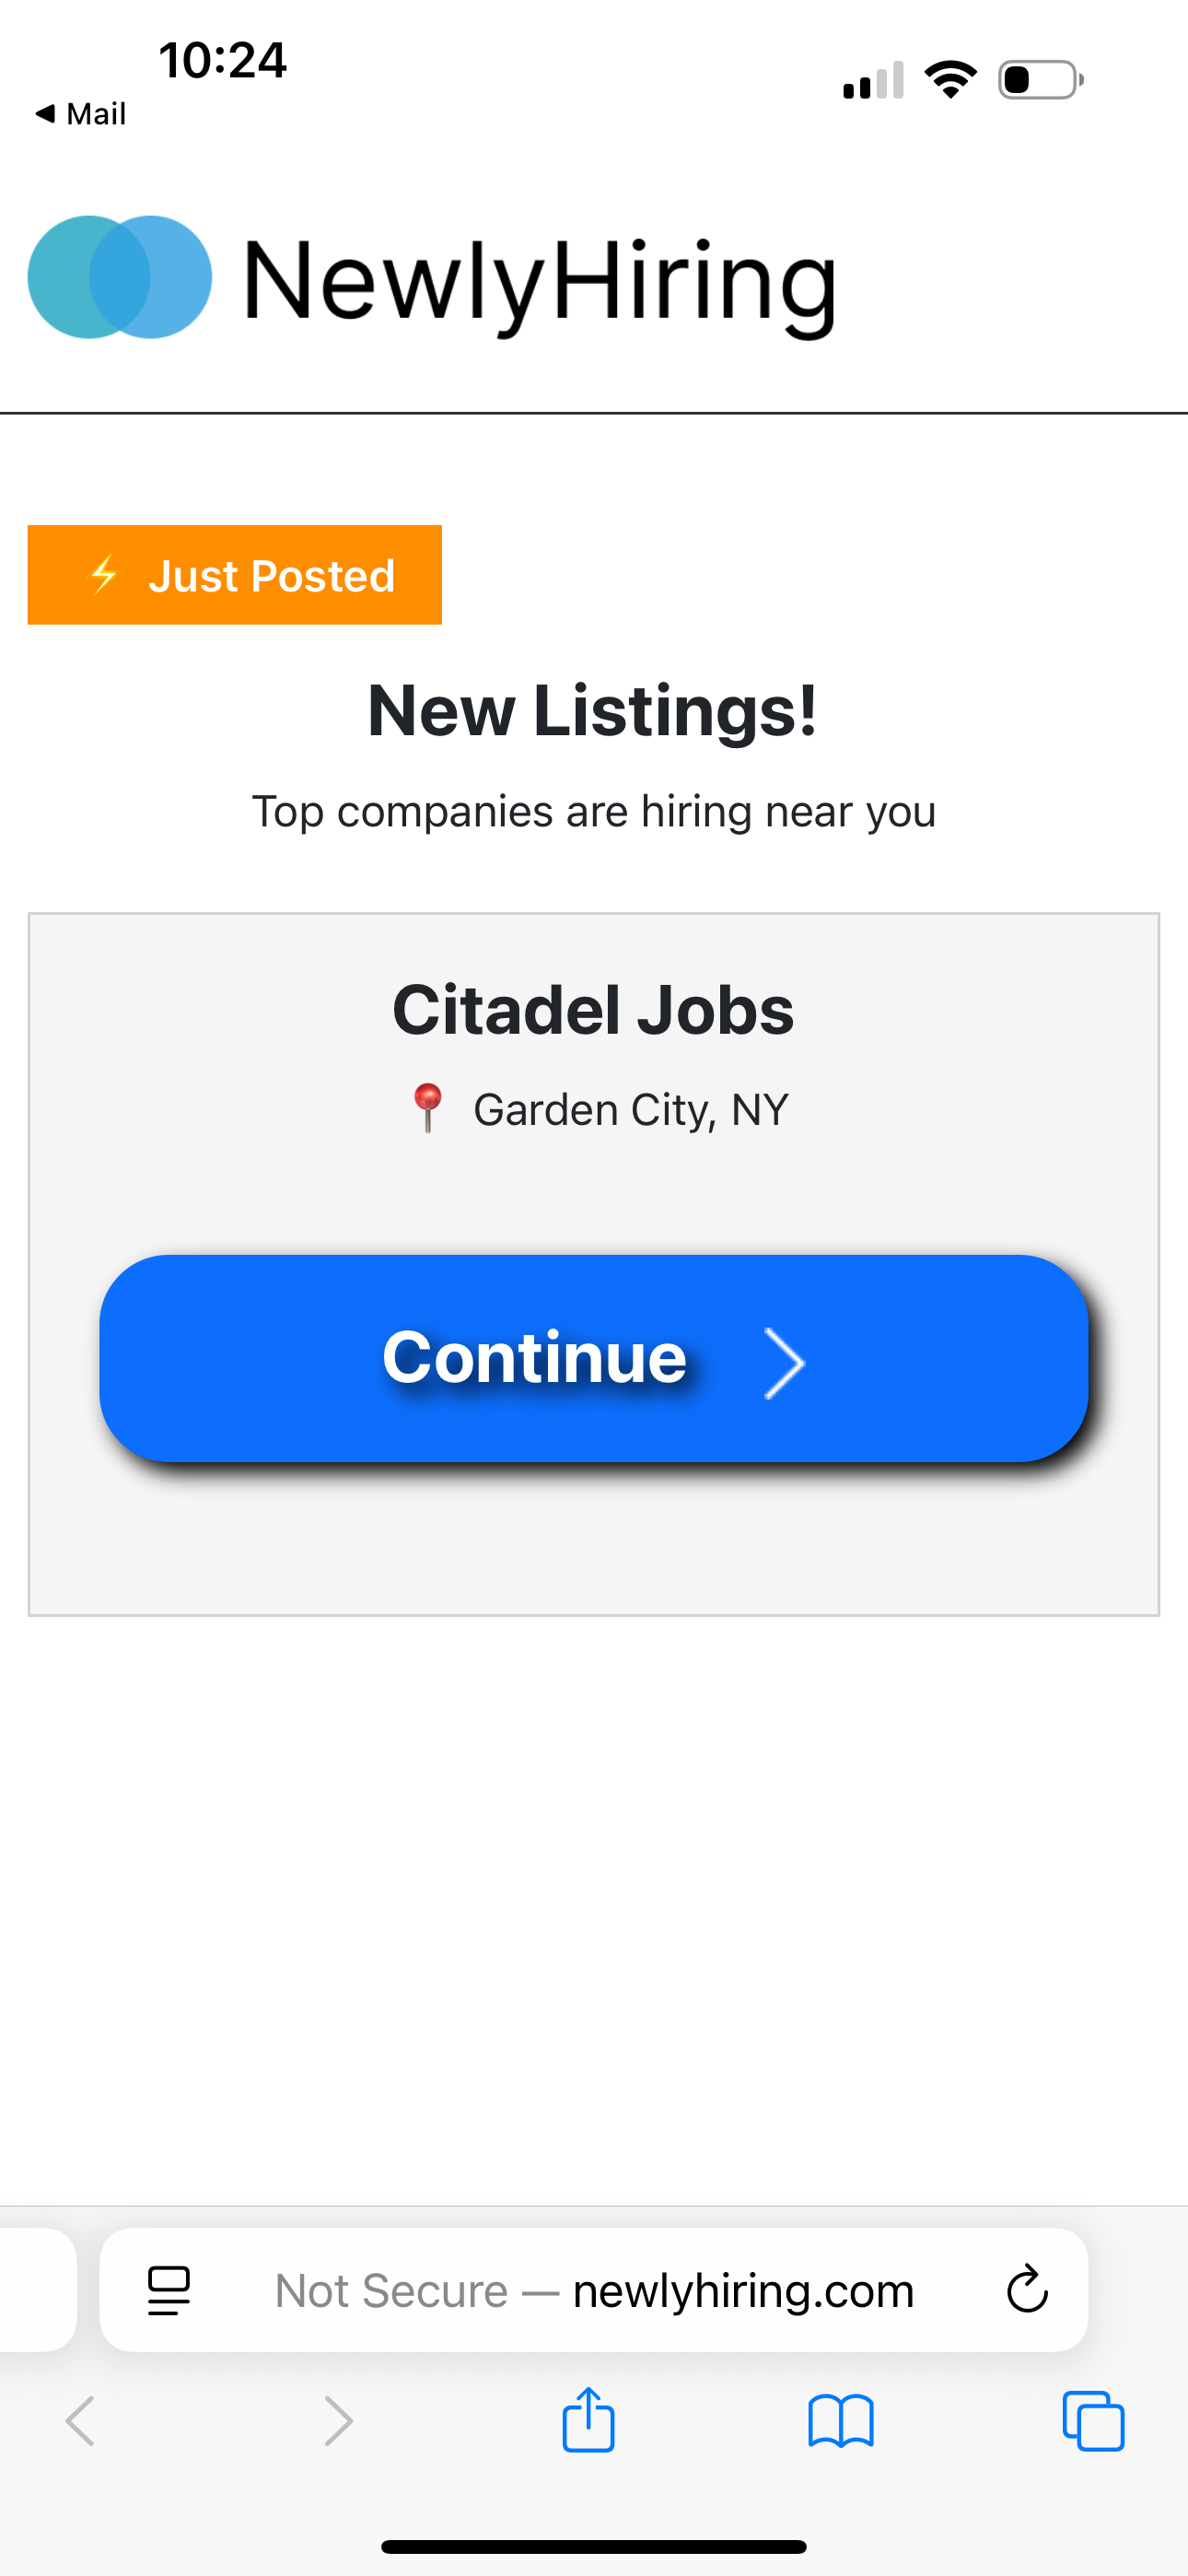 10:24
◀ Mail
NewlyHiring
⚡ Just Posted
New Listings!
Top companies are hiring near you
Citadel Jobs
📍 Garden City, NY
Continue
Not Secure — newlyhiring.com